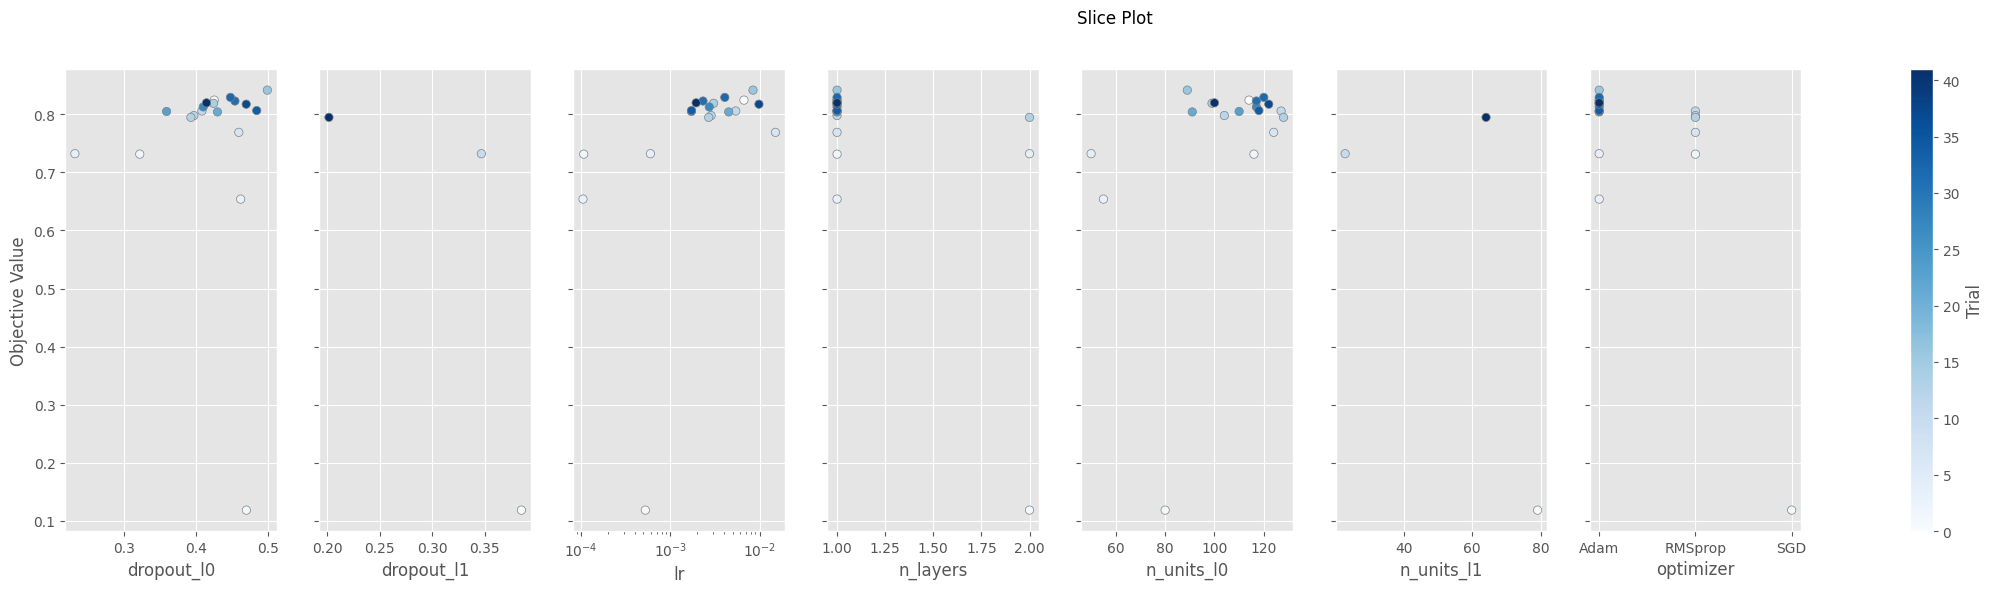 Slice Plot
Objective Value
0.8
0.7
0.6
0.5
0.4
0.3
0.2
0.1
0.3 0.4 0.5
dropout_l0
0.20 0.25 0.30 0.35
dropout_l1
10⁻⁴ 10⁻³ 10⁻²
lr
1.00 1.25 1.50 1.75 2.00
n_layers
60 80 100 120
n_units_l0
40 60 80
n_units_l1
Adam RMSprop SGD
optimizer
40
35
30
25
20
15
10
5
0
Trial